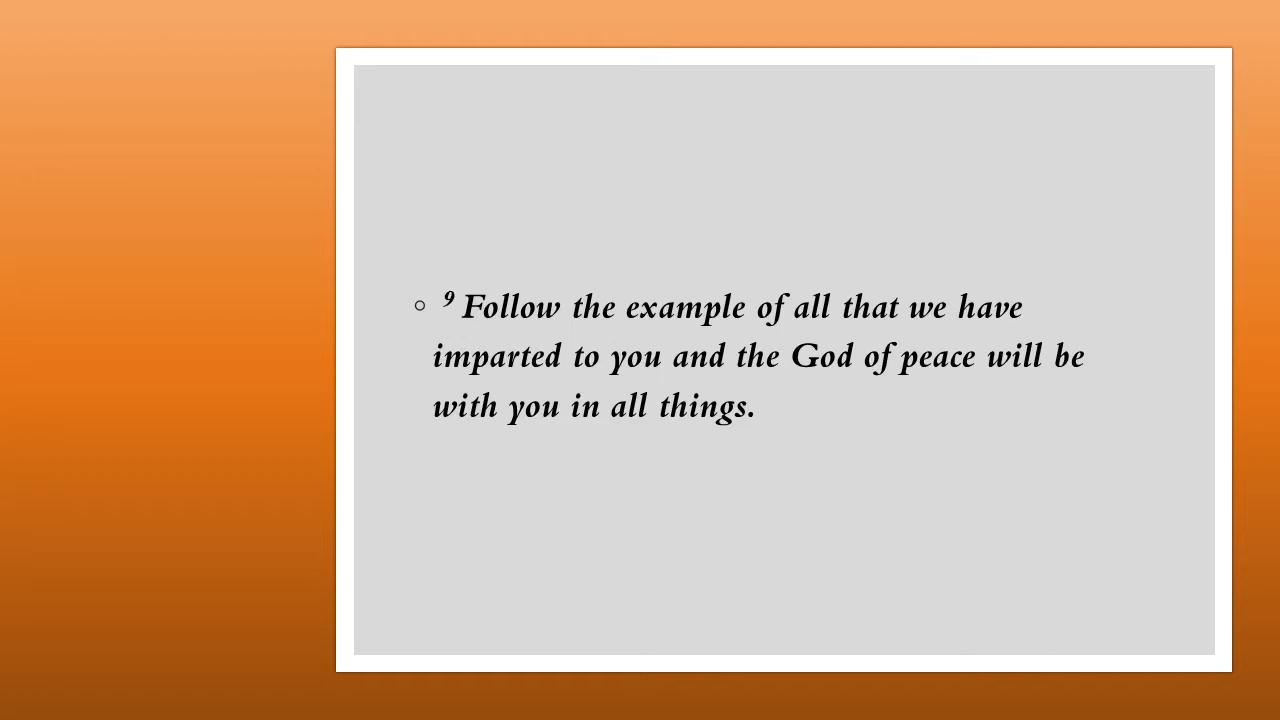 ⁹ Follow the example of all that we have
imparted to you and the God of peace will be
with you in all things.